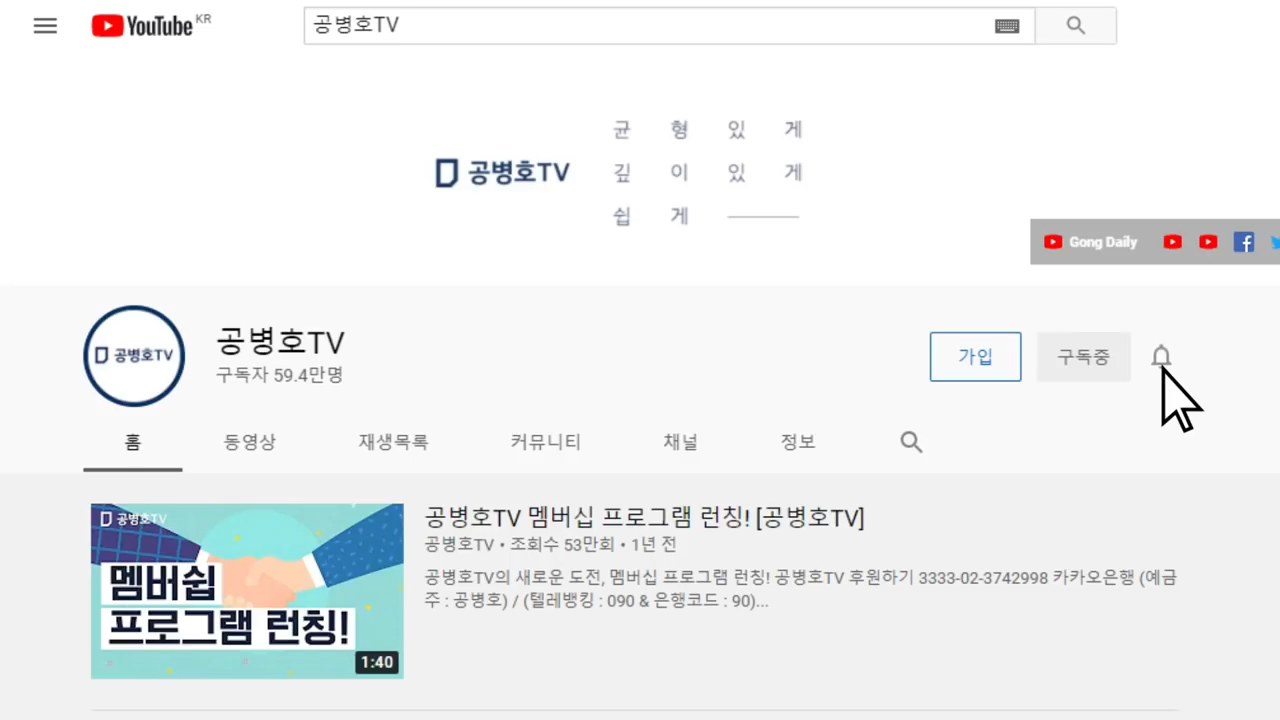 YouTube KR
공병호TV
균형있게
공병호TV
깊이있게
쉽게
Gong Daily
공병호TV
공병호TV
구독자 59.4만명
가입
구독중
홈
동영상
재생목록
커뮤니티
채널
정보
공병호TV
멤버쉽
프로그램 런칭!
1:40
공병호TV 멤버십 프로그램 런칭! [공병호TV]
공병호TV • 조회수 53만회 • 1년 전
공병호TV의 새로운 도전, 멤버십 프로그램 런칭! 공병호TV 후원하기 3333-02-3742998 카카오은행 (예금
주 : 공병호) / (텔레뱅킹 : 090 & 은행코드 : 90)...